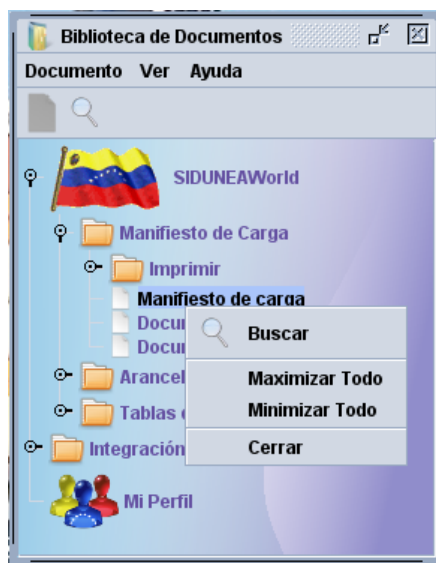 Biblioteca de Documentos
Documento Ver Ayuda
SIDUNEAWorld
Manifiesto de Carga
Imprimir
Manifiesto de carga
Buscar
Maximizar Todo
Minimizar Todo
Tablas
Integración
Cerrar
Mi Perfil